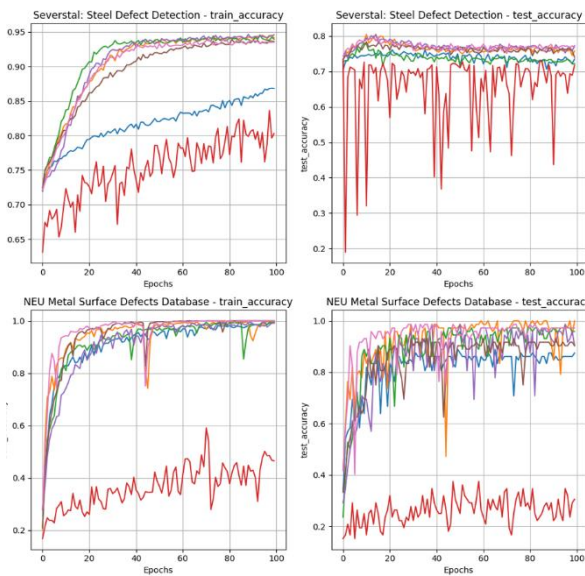 Severstal: Steel Defect Detection - train_accuracy
0.95
0.90
0.85
0.80
0.75
0.70
0.65
0 20 40 60 80 100
Epochs
Severstal: Steel Defect Detection - test_accuracy
test_accuracy
0.8
0.7
0.6
0.5
0.4
0.3
0.2
0 20 40 60 80 100
Epochs
NEU Metal Surface Defects Database - train_accuracy
1.0
0.8
0.6
0.4
0.2
0 20 40 60 80 100
Epochs
NEU Metal Surface Defects Database - test_accurac
test_accuracy
1.0
0.8
0.6
0.4
0.2
0 20 40 60 80 100
Epochs